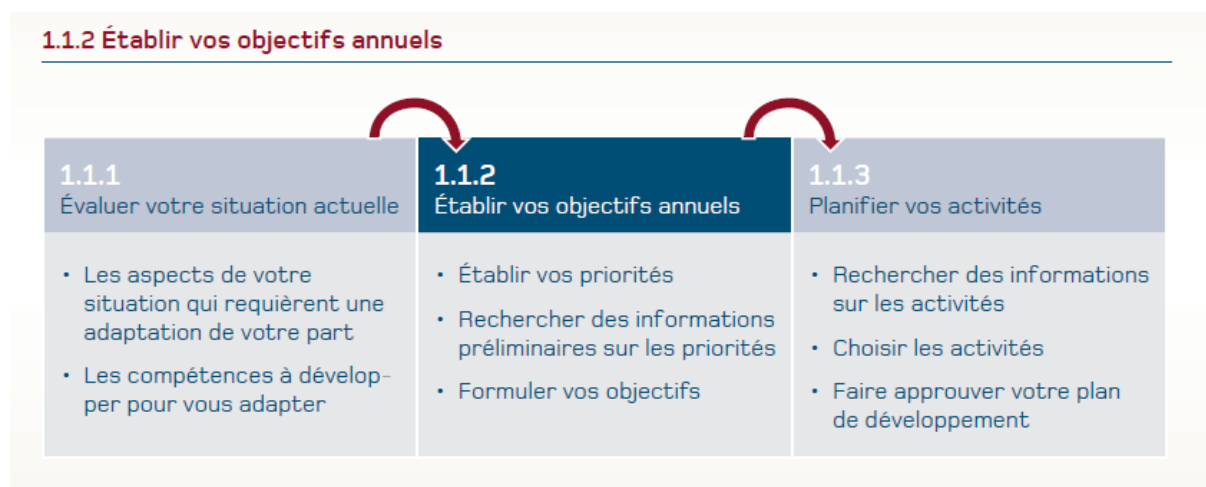 1.1.2 Établir vos objectifs annuels
1.1.1
Évaluer votre situation actuelle
• Les aspects de votre
situation qui requièrent une
adaptation de votre part
• Les compétences à dévelop-
per pour vous adapter
1.1.2
Établir vos objectifs annuels
• Établir vos priorités
• Rechercher des informations
préliminaires sur les priorités
• Formuler vos objectifs
1.1.3
Planifier vos activités
• Rechercher des informations
sur les activités
• Choisir les activités
• Faire approuver votre plan
de développement